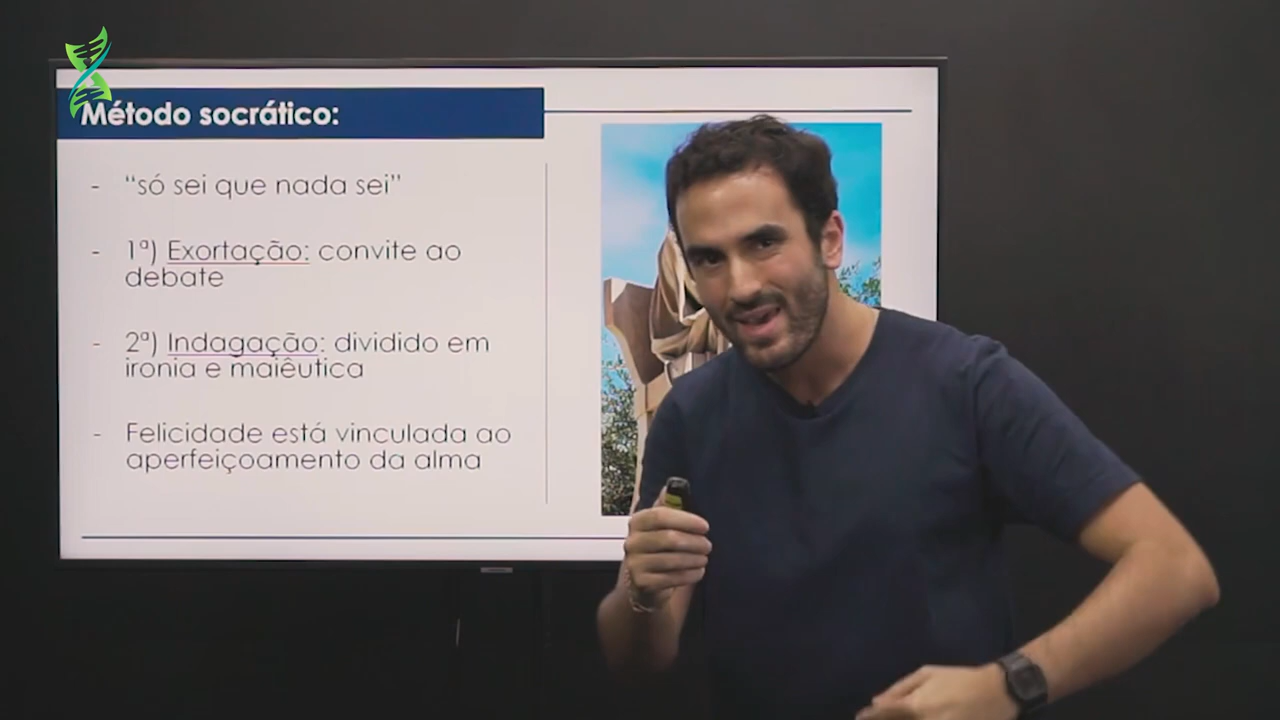 Método socrático:
- "só sei que nada sei"
- 1ª) Exortação: convite ao
debate
- 2ª) Indagação: dividido em
ironia e maiêutica
- Felicidade está vinculada ao
aperfeiçoamento da alma